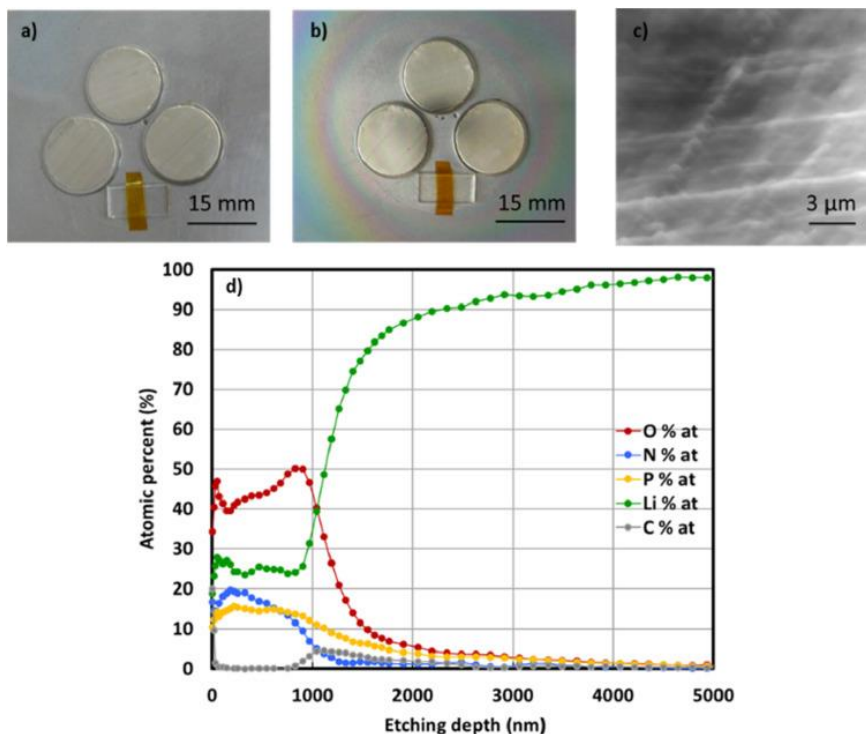 a)
15 mm
b)
15 mm
c)
3 µm
d)
100
90
80
70
60
50
40
30
20
10
0
Atomic percent (%)
O % at
N % at
P % at
Li % at
C % at
0 1000 2000 3000 4000 5000
Etching depth (nm)